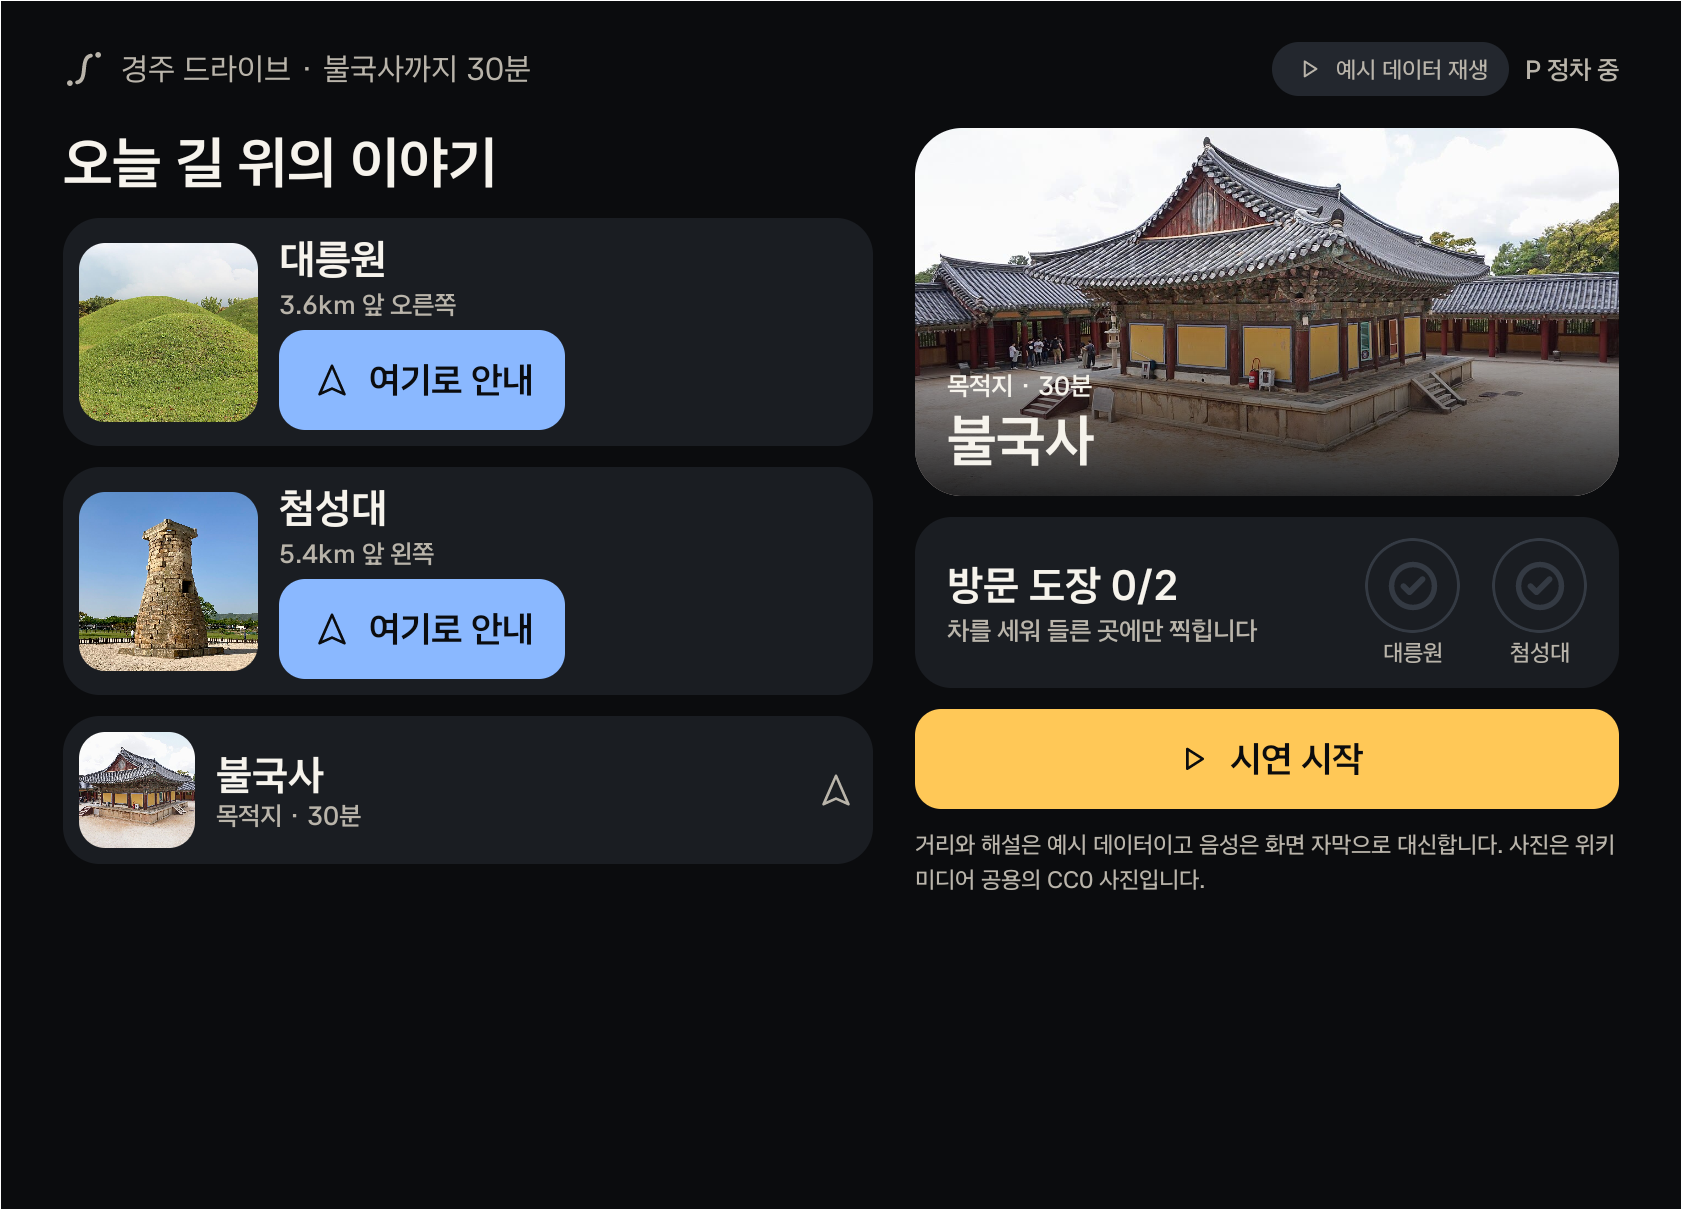 경주 드라이브 · 불국사까지 30분
예시 데이터 재생
P 정차 중
오늘 길 위의 이야기
대릉원
3.6km 앞 오른쪽
여기로 안내
첨성대
5.4km 앞 왼쪽
여기로 안내
불국사
목적지 · 30분
목적지 · 30분
불국사
방문 도장 0/2
차를 세워 들른 곳에만 찍힙니다
대릉원
첨성대
시연 시작
거리와 해설은 예시 데이터이고 음성은 화면 자막으로 대신합니다. 사진은 위키
미디어 공용의 CC0 사진입니다.